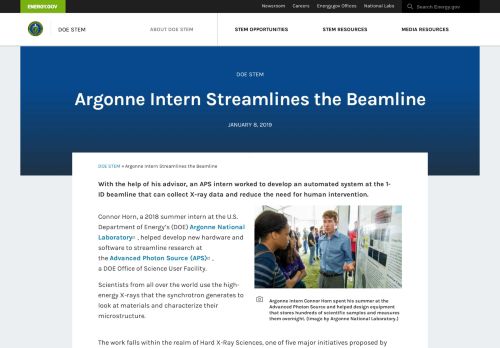 ENERGY.GOV
Newsroom Careers Energy.gov Offices National Labs Search Energy.gov
DOE STEM
ABOUT DOE STEM STEM OPPORTUNITIES STEM RESOURCES MEDIA RESOURCES
DOE STEM
Argonne Intern Streamlines the Beamline
JANUARY 8, 2019
DOE STEM » Argonne Intern Streamlines the Beamline
With the help of his advisor, an APS intern worked to develop an automated system at the 1-
ID beamline that can collect X-ray data and reduce the need for human intervention.
Connor Horn, a 2018 summer intern at the U.S.
Department of Energy's (DOE) Argonne National
Laboratory , helped develop new hardware and
software to streamline research at
the Advanced Photon Source (APS) ,
a DOE Office of Science User Facility.
Scientists from all over the world use the high-
energy X-rays that the synchrotron generates to
look at materials and characterize their
microstructure.
Argonne intern Connor Horn spent his summer at the
Advanced Photon Source and helped design equipment
that stores hundreds of scientific samples and measures
them overnight. (Image by Argonne National Laboratory.)
The work falls within the realm of Hard X-Ray Sciences, one of five major initiatives proposed by